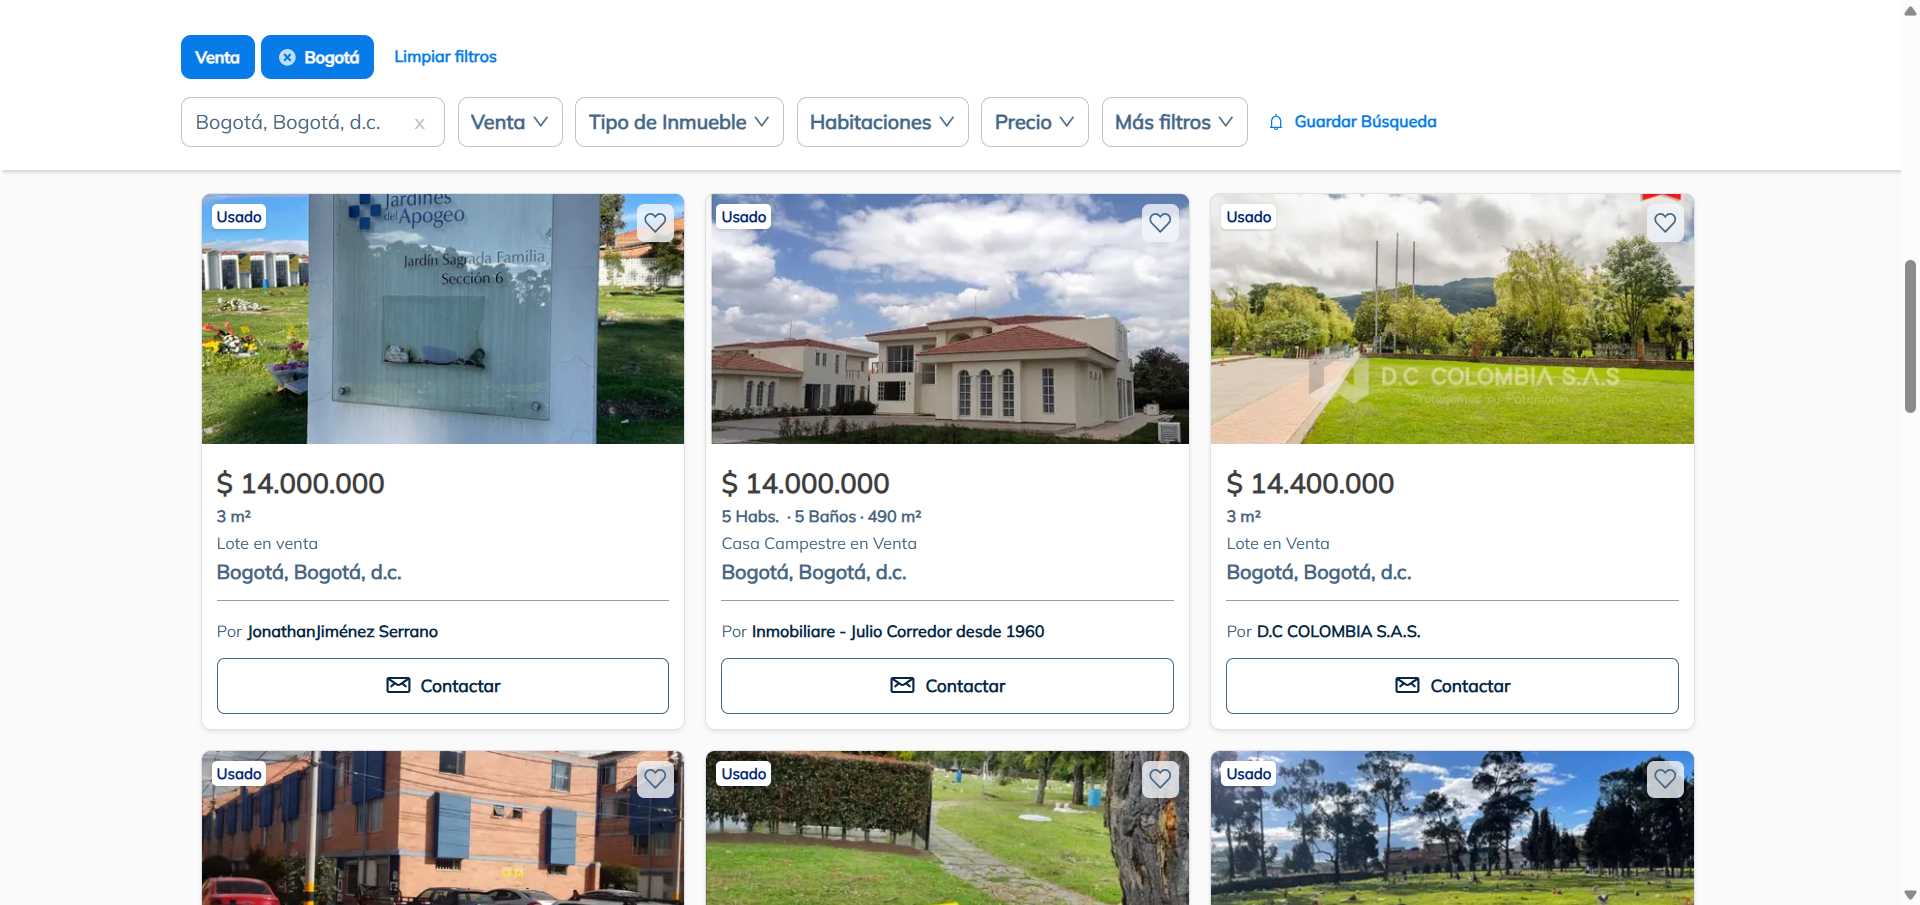 Venta
Bogotá
Limpiar filtros
Bogotá, Bogotá, d.c.
x
Venta
Tipo de Inmueble
Habitaciones
Precio
Más filtros
Guardar Búsqueda
Usado
Jardines
del Apogeo
Jardín Sagrada Familia
Sección 6
$ 14.000.000
3 m²
Lote en venta
Bogotá, Bogotá, d.c.
Por JonathanJiménez Serrano
Contactar
Usado
$ 14.000.000
5 Habs. · 5 Baños · 490 m²
Casa Campestre en Venta
Bogotá, Bogotá, d.c.
Por Inmobiliare - Julio Corredor desde 1960
Contactar
Usado
D.C COLOMBIA S.A.S
Protegemos su Patrimonio
$ 14.400.000
3 m²
Lote en Venta
Bogotá, Bogotá, d.c.
Por D.C COLOMBIA S.A.S.
Contactar
Usado
Usado
Usado